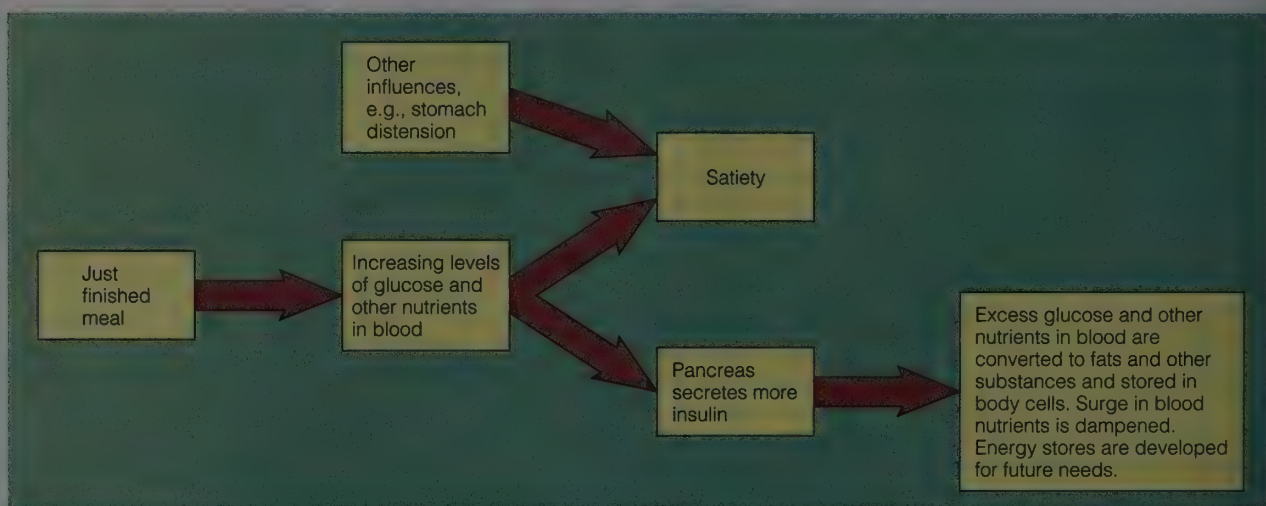 Other
influences,
e.g., stomach
distension
Satiety
Just
finished
meal
Increasing levels
of glucose and
other nutrients
in blood
Pancreas
secretes more
insulin
Excess glucose and other
nutrients in blood are
converted to fats and other
substances and stored in
body cells. Surge in blood
nutrients is dampened.
Energy stores are developed
for future needs.